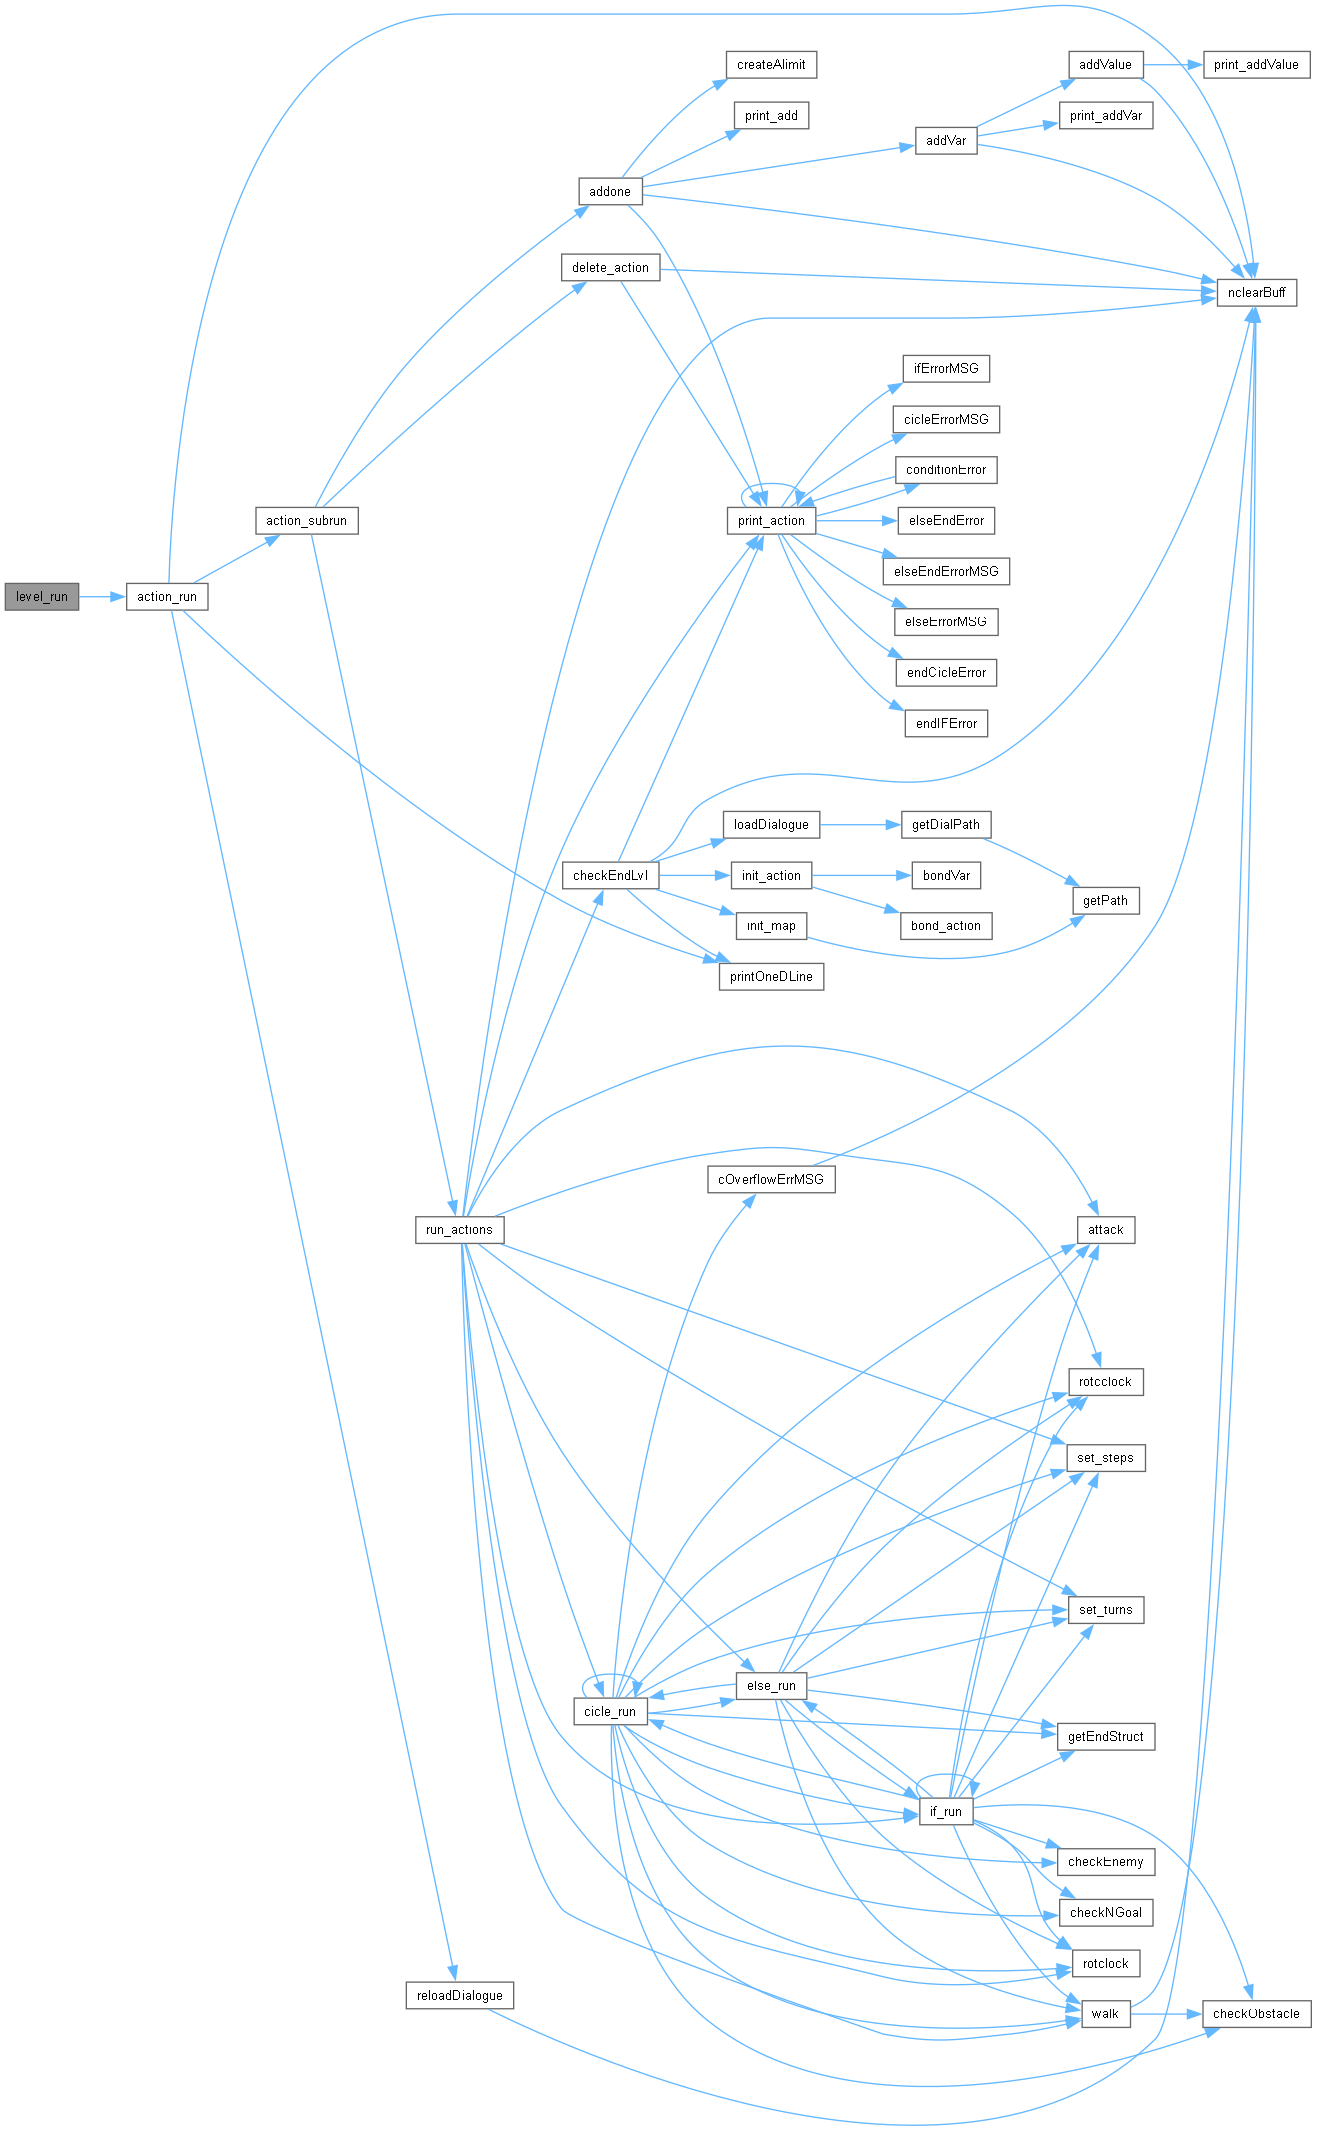 createAlimit
addValue
print_addValue
print_add
print_addVar
addVar
addone
delete_action
nclearBuff
ifErrorMSG
cicleErrorMSG
conditionError
action_subrun
print_action
elseEndError
elseEndErrorMSG
level_run
action_run
elseErrorMSG
endCicleError
endIFError
loadDialogue
getDialPath
checkEndLvl
init_action
bondVar
getPath
init_map
bond_action
printOneDLine
cOverflowErrMSG
run_actions
attack
rotcclock
set_steps
set_turns
else_run
cicle_run
getEndStruct
if_run
checkEnemy
checkNGoal
rotclock
reloadDialogue
walk
checkObstacle